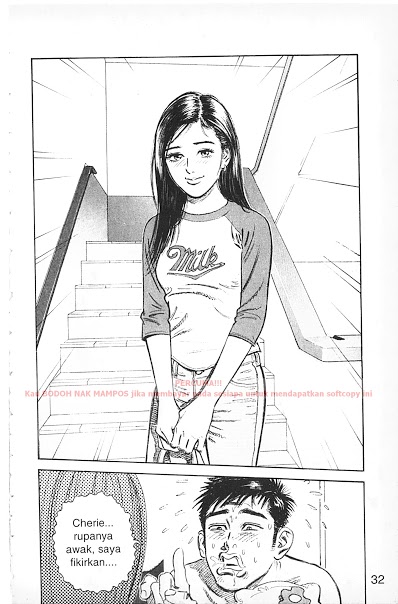 Milk
PERCUMA!!!
Kau BODOH NAK MAMPOS jika membayar pada sesiapa untuk mendapatkan softcopy ini
Cherie...
rupanya
awak, saya
fikirkan....
32